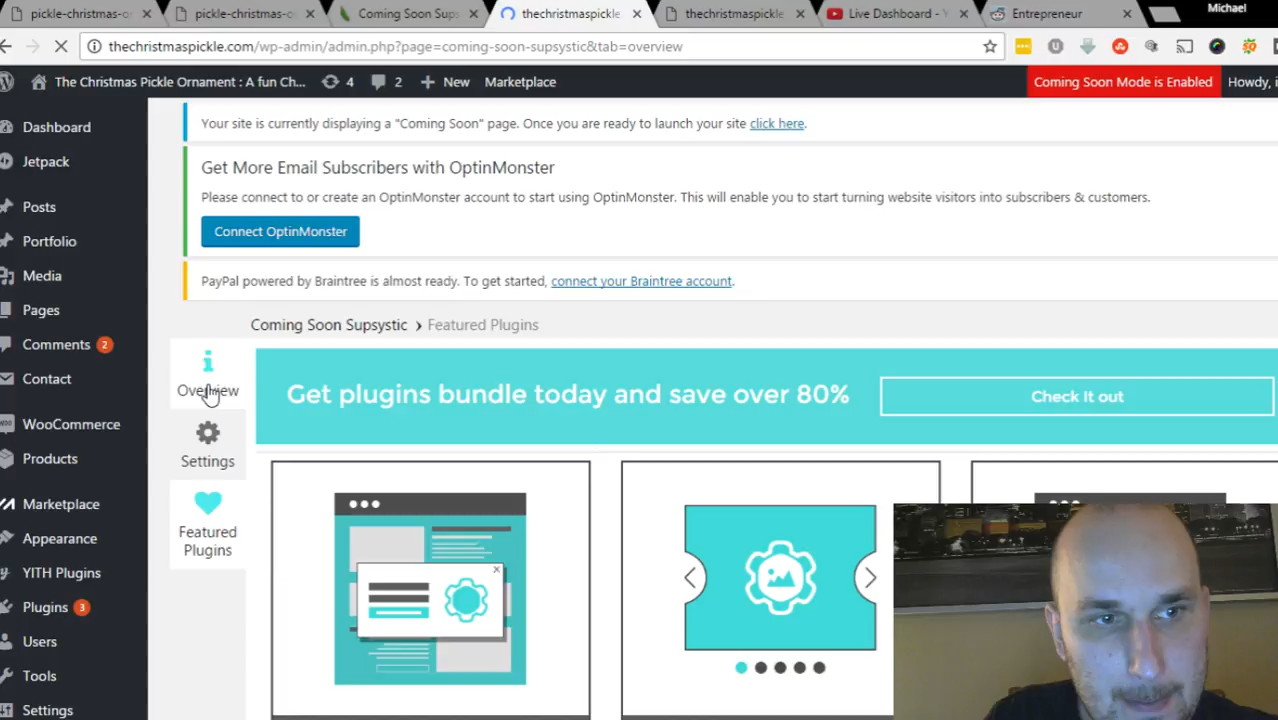 pickle-christmas-o
pickle-christmas-o
Coming Soon Supsy
thechristmaspickle
thechristmaspickle
Live Dashboard - Y
Entrepreneur
Michael
thechristmaspickle.com/wp-admin/admin.php?page=coming-soon-supsystic&tab=overview
The Christmas Pickle Ornament : A fun Ch...
4
2
New
Marketplace
Coming Soon Mode is Enabled
Howdy, i
Dashboard
Jetpack
Posts
Portfolio
Media
Pages
Comments 2
Contact
WooCommerce
Products
Marketplace
Appearance
YITH Plugins
Plugins 3
Users
Tools
Settings
Your site is currently displaying a "Coming Soon" page. Once you are ready to launch your site click here.
Get More Email Subscribers with OptinMonster
Please connect to or create an OptinMonster account to start using OptinMonster. This will enable you to start turning website visitors into subscribers & customers.
Connect OptinMonster
PayPal powered by Braintree is almost ready. To get started, connect your Braintree account.
Coming Soon Supsystic › Featured Plugins
Overview
Settings
Featured
Plugins
Get plugins bundle today and save over 80%
Check It out